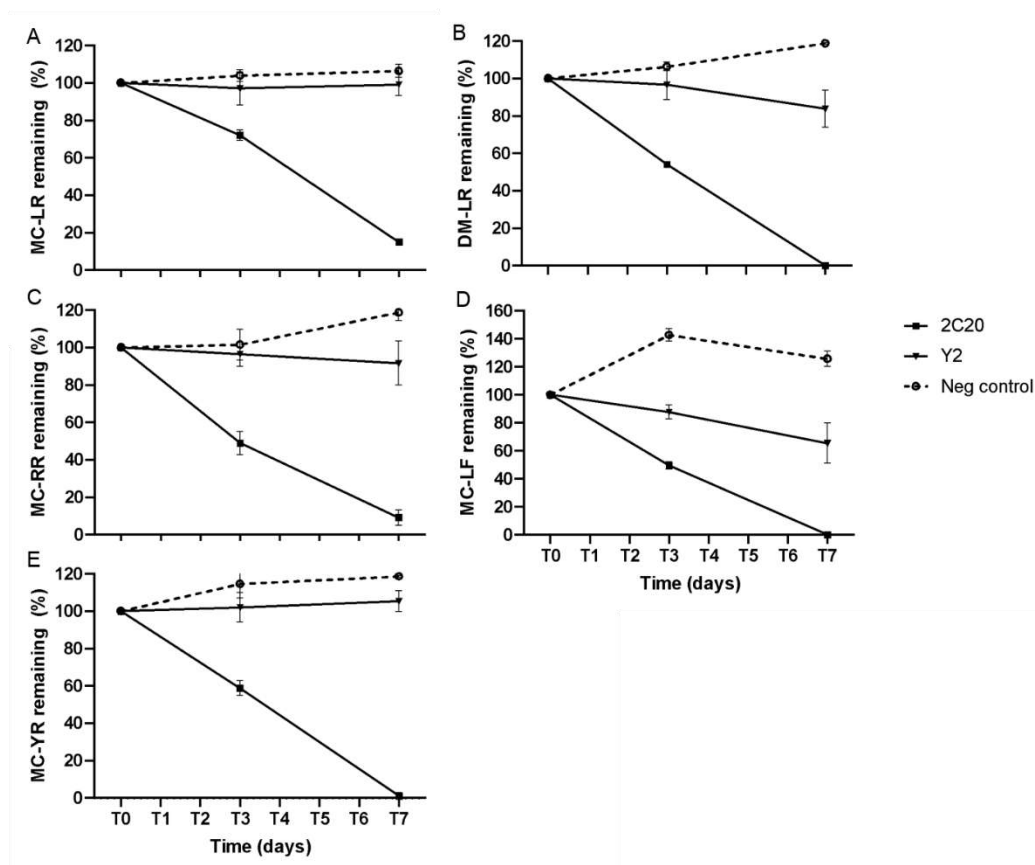 A
MC-LR remaining (%)
120
100
80
60
40
20
0
B
DM-LR remaining (%)
120
100
80
60
40
20
0
C
MC-RR remaining (%)
120
100
80
60
40
20
0
D
MC-LF remaining (%)
160
140
120
100
80
60
40
20
0
T0 T1 T2 T3 T4 T5 T6 T7
Time (days)
2C20
Y2
Neg control
E
MC-YR remaining (%)
120
100
80
60
40
20
0
T0 T1 T2 T3 T4 T5 T6 T7
Time (days)